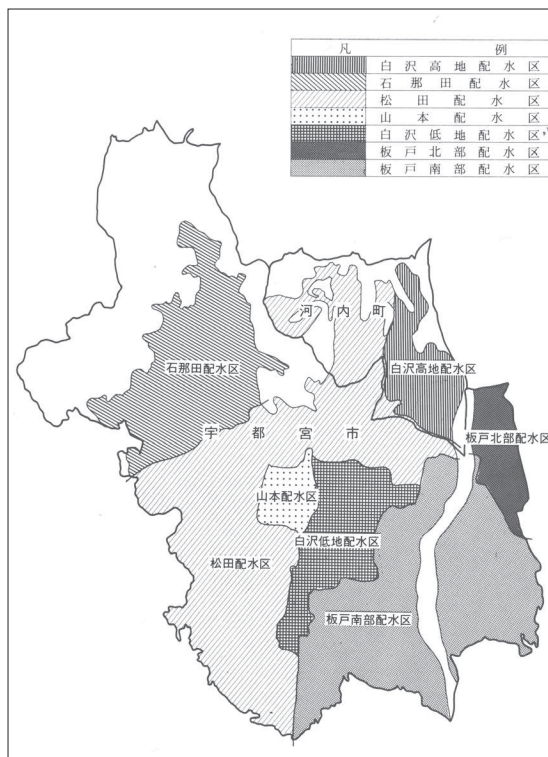 凡例
白沢高地配水区
石那田配水区
松田配水区
山本配水区
白沢低地配水区
板戸北部配水区
板戸南部配水区
河内町
石那田配水区
白沢高地配水区
板戸北部配水区
宇都宮市
山本配水区
白沢低地配水区
松田配水区
板戸南部配水区